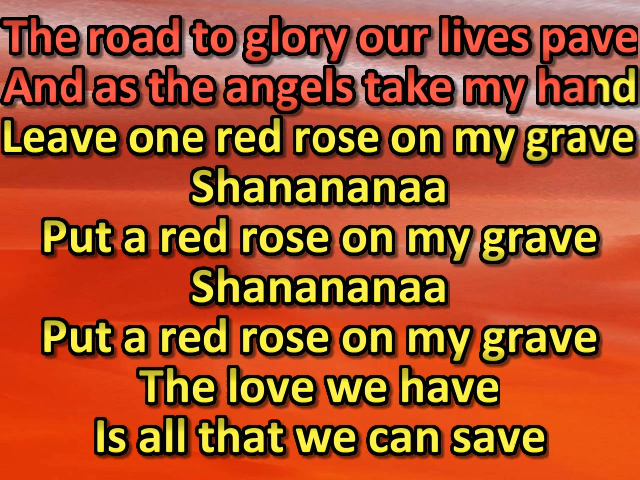 The road to glory our lives pave
And as the angels take my hand
Leave one red rose on my grave
Shanananaa
Put a red rose on my grave
Shanananaa
Put a red rose on my grave
The love we have
Is all that we can save